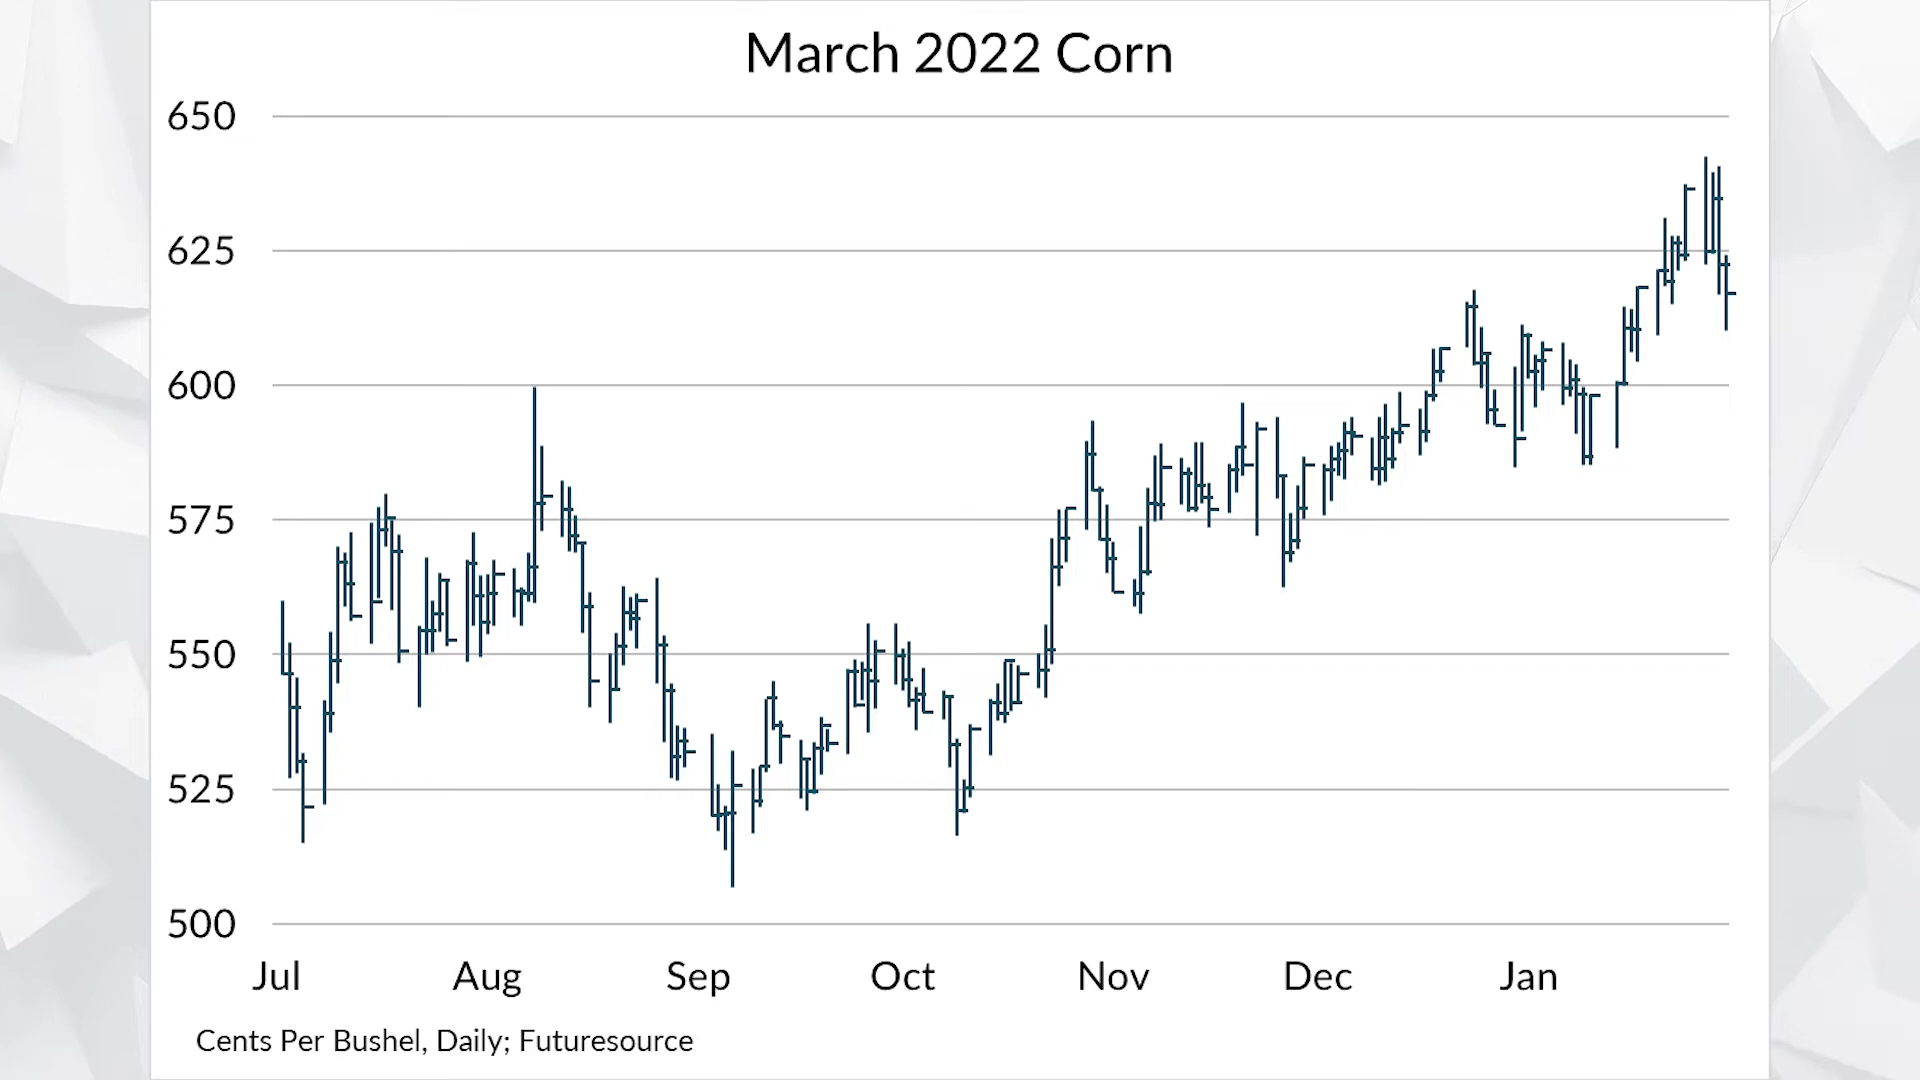 March 2022 Corn
650
625
600
575
550
525
500
Jul Aug Sep Oct Nov Dec Jan
Cents Per Bushel, Daily; Futuresource